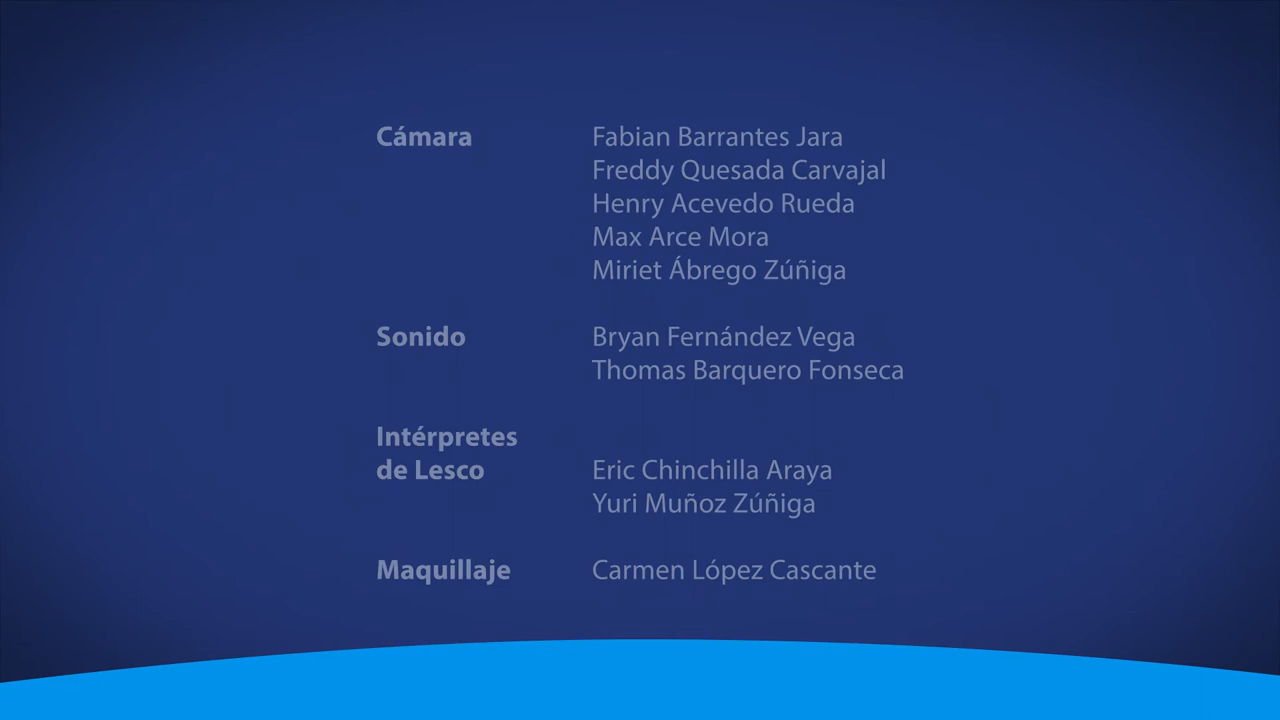 Cámara Fabian Barrantes Jara
Freddy Quesada Carvajal
Henry Acevedo Rueda
Max Arce Mora
Miriet Ábrego Zúñiga
Sonido Bryan Fernández Vega
Thomas Barquero Fonseca
Intérpretes
de Lesco Eric Chinchilla Araya
Yuri Muñoz Zúñiga
Maquillaje Carmen López Cascante